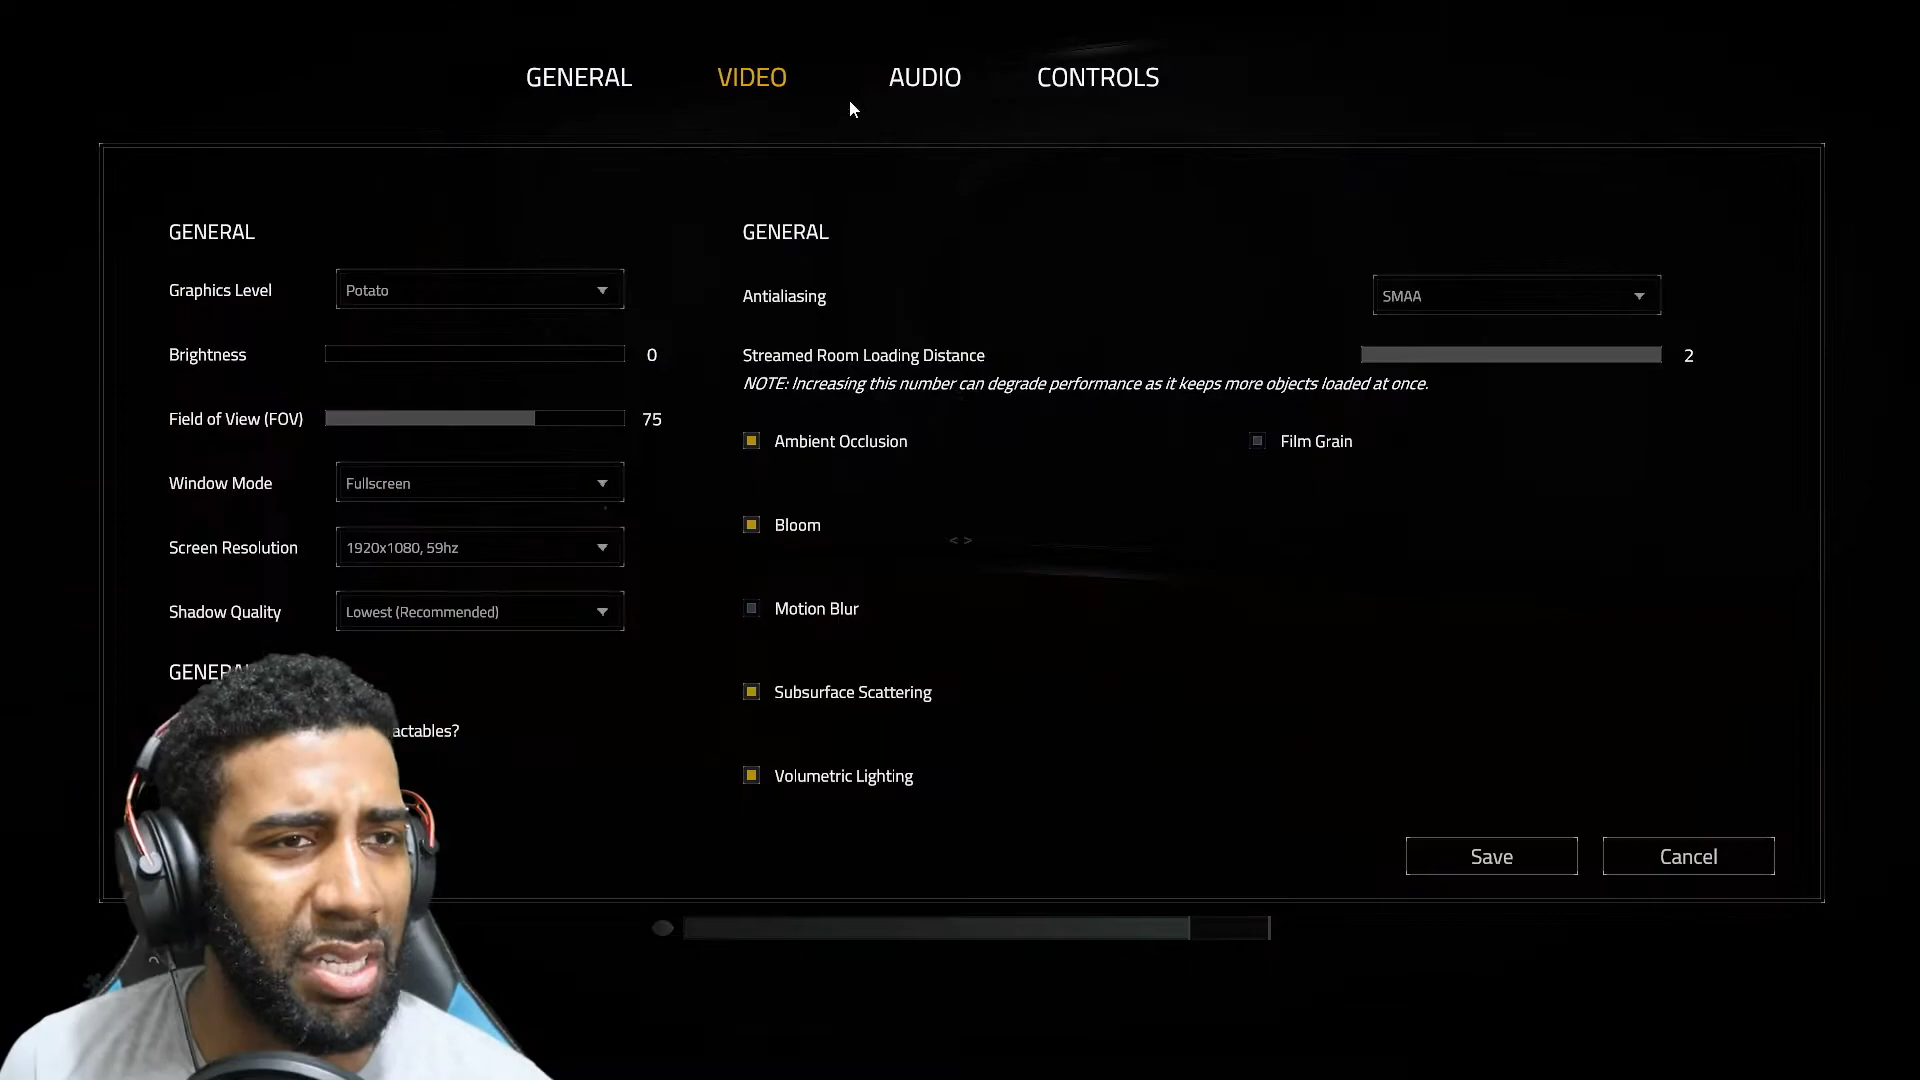 GENERAL VIDEO AUDIO CONTROLS
GENERAL
Graphics Level Potato
Brightness 0
Field of View (FOV) 75
Window Mode Fullscreen
Screen Resolution 1920x1080, 59hz
Shadow Quality Lowest (Recommended)
GENERAL
actables?
GENERAL
Antialiasing SMAA
Streamed Room Loading Distance 2
NOTE: Increasing this number can degrade performance as it keeps more objects loaded at once.
Ambient Occlusion Film Grain
Bloom
< >
Motion Blur
Subsurface Scattering
Volumetric Lighting
Save Cancel